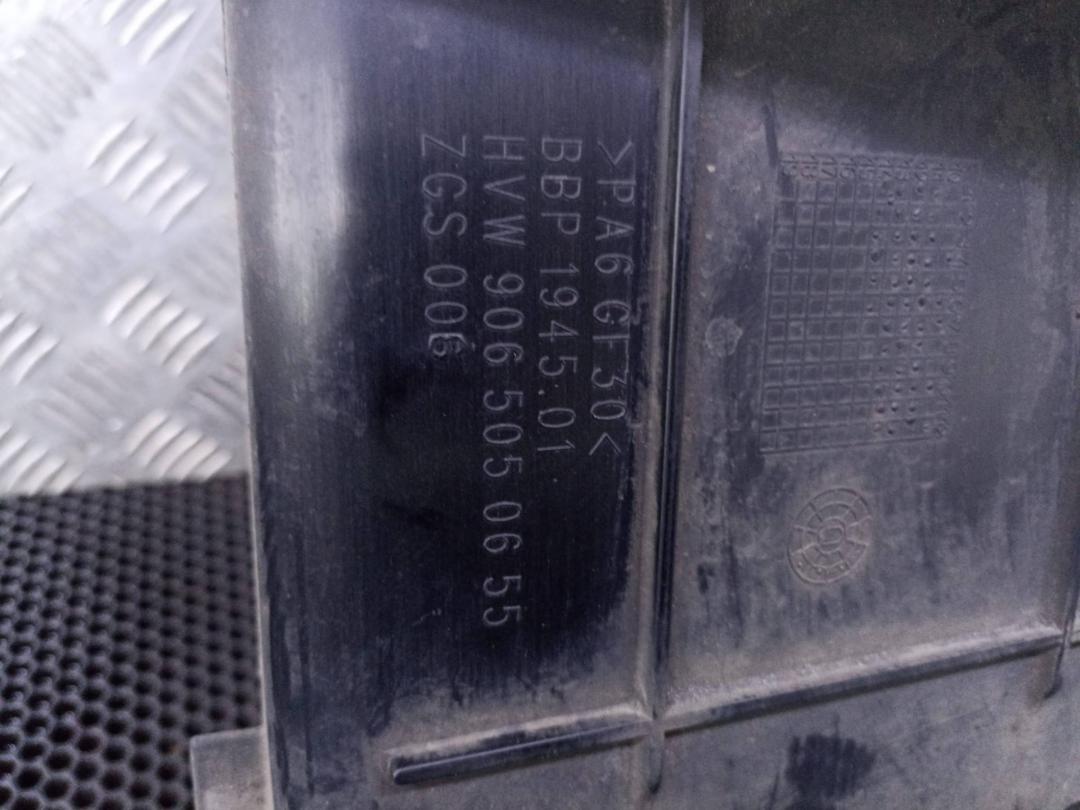 >PA6 GF30<
BBP 1945.01
HVW 906 505 06 55
ZGS 006